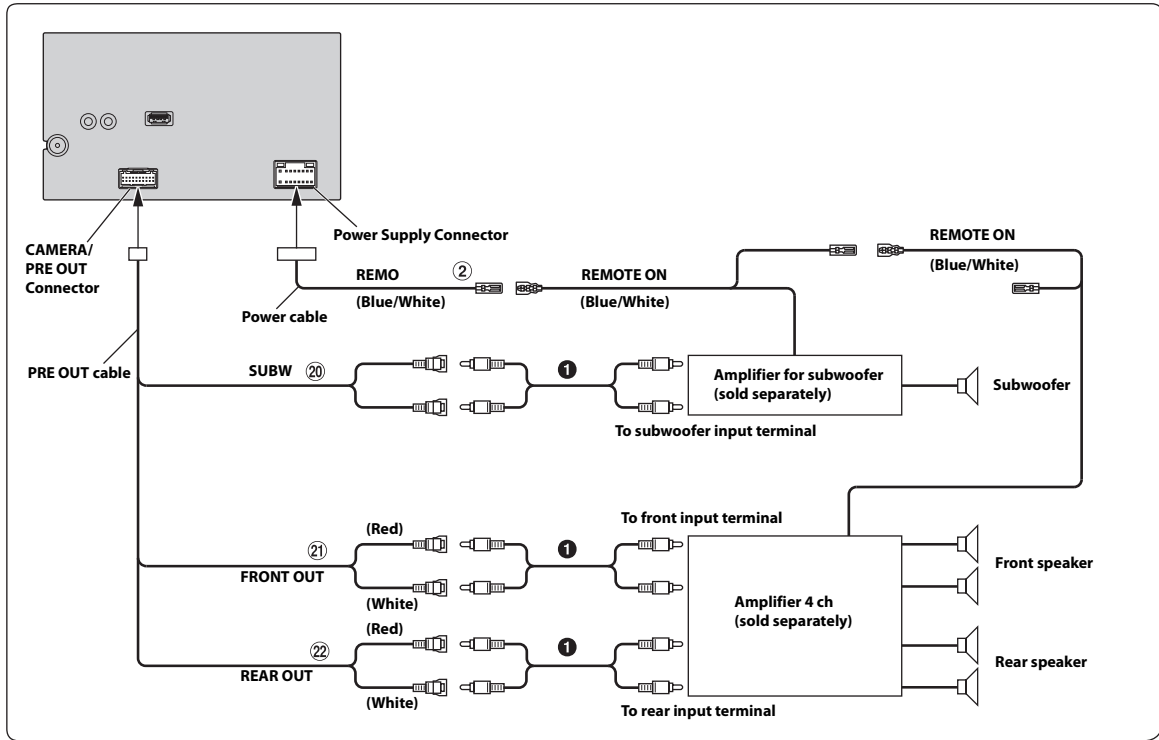 CAMERA/
PRE OUT
Connector
Power Supply Connector
REMO
②
(Blue/White)
Power cable
REMOTE ON
(Blue/White)
REMOTE ON
(Blue/White)
PRE OUT cable
SUBW
⑳
❶
Amplifier for subwoofer
(sold separately)
Subwoofer
To subwoofer input terminal
To front input terminal
(Red)
㉑
FRONT OUT
(White)
❶
Front speaker
Amplifier 4 ch
(sold separately)
(Red)
㉒
REAR OUT
(White)
❶
Rear speaker
To rear input terminal